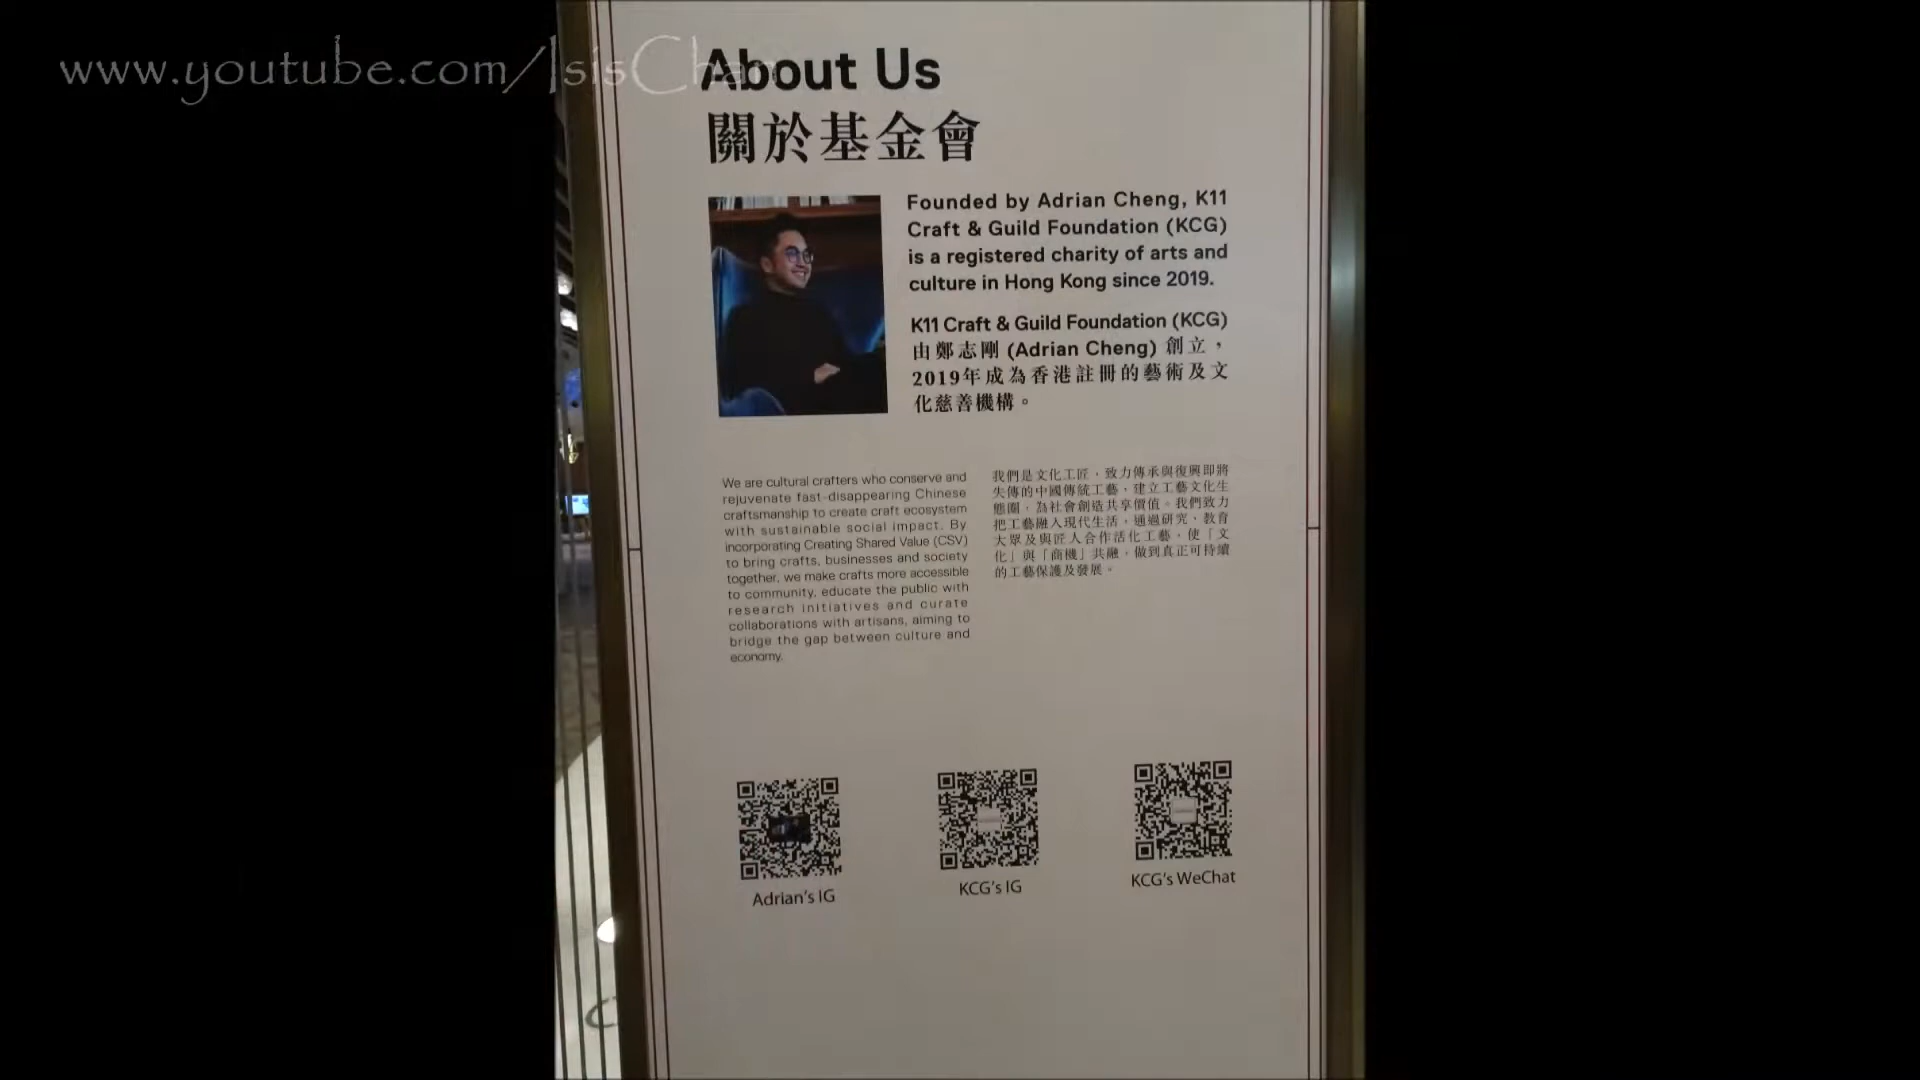 www.youtube.com/IsisChan
About Us
關於基金會
Founded by Adrian Cheng, K11
Craft & Guild Foundation (KCG)
is a registered charity of arts and
culture in Hong Kong since 2019.
K11 Craft & Guild Foundation (KCG)
由鄭志剛 (Adrian Cheng) 創立，
2019年成為香港註冊的藝術及文
化慈善機構。
We are cultural crafters who conserve and
rejuvenate fast-disappearing Chinese
craftsmanship to create craft ecosystem
with sustainable social impact. By
incorporating Creating Shared Value (CSV)
to bring crafts, businesses and society
together, we make crafts more accessible
to community, educate the public with
research initiatives and curate
collaborations with artisans, aiming to
bridge the gap between culture and
economy.
我們是文化工匠，致力傳承與復興即將
失傳的中國傳統工藝，建立工藝文化生
態圈，為社會創造共享價值。我們致力
把工藝融入現代生活，通過研究、教育
大眾及與匠人合作活化工藝，使「文
化」與「商機」共融，做到真正可持續
的工藝保護及發展。
Adrian's IG
KCG's IG
KCG's WeChat